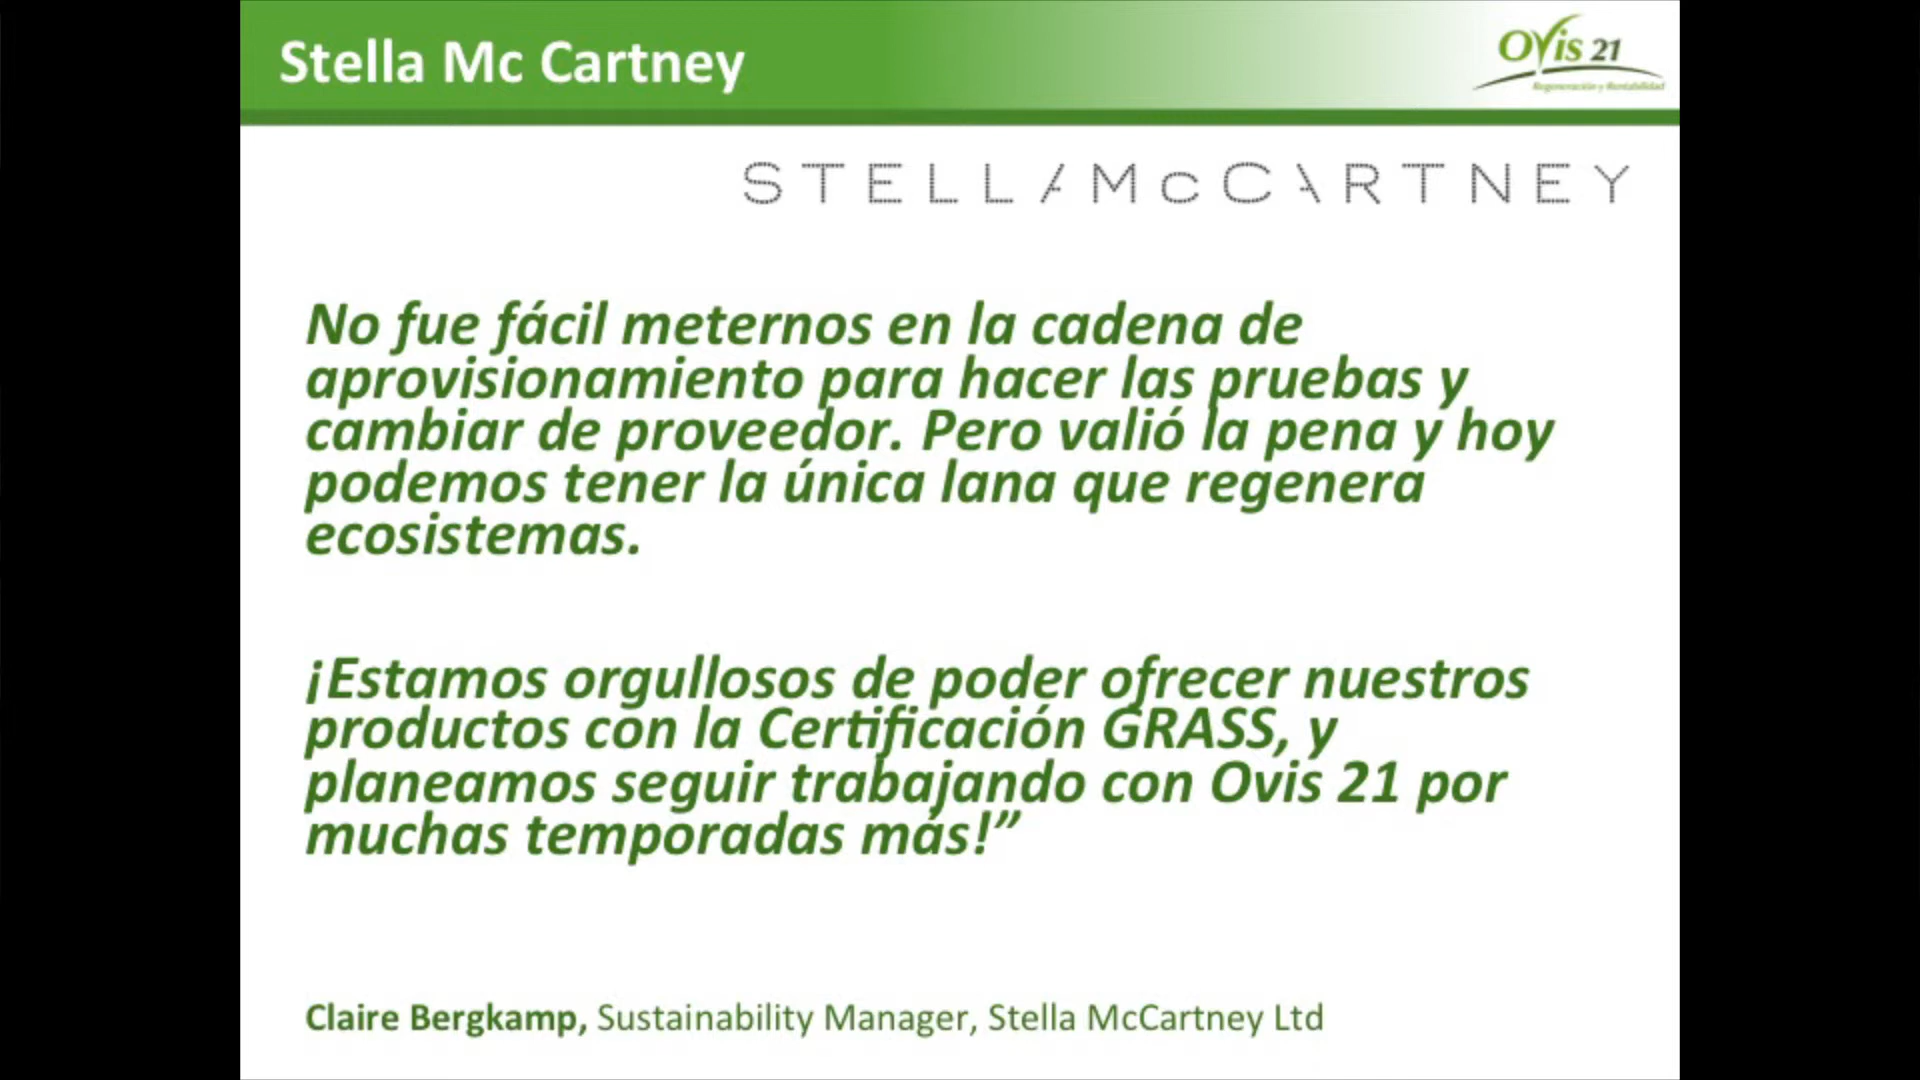 Stella Mc Cartney
Ovis 21
Regeneración y Rentabilidad
STELLAMcCARTNEY
No fue fácil meternos en la cadena de
aprovisionamiento para hacer las pruebas y
cambiar de proveedor. Pero valió la pena y hoy
podemos tener la única lana que regenera
ecosistemas.
¡Estamos orgullosos de poder ofrecer nuestros
productos con la Certificación GRASS, y
planeamos seguir trabajando con Ovis 21 por
muchas temporadas más!”
Claire Bergkamp, Sustainability Manager, Stella McCartney Ltd